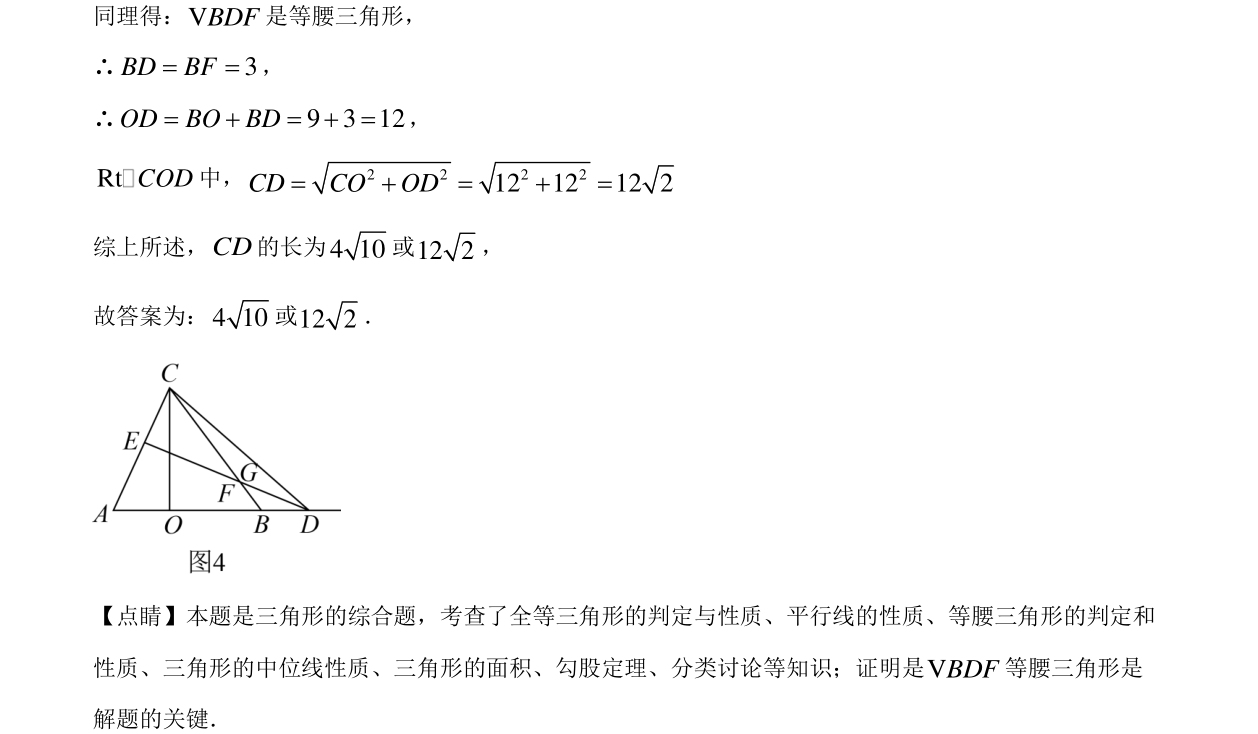 同理得：VBDF 是等腰三角形，
∴ BD = BF = 3，
∴ OD = BO + BD = 9 + 3 = 12，
Rt□COD 中， CD = √(CO² + OD²) = √(12² + 12²) = 12√2
综上所述， CD 的长为 4√10 或 12√2 ，
故答案为： 4√10 或 12√2 ．
C
E
G
F
A
O
B
D
图4
【点睛】本题是三角形的综合题，考查了全等三角形的判定与性质、平行线的性质、等腰三角形的判定和
性质、三角形的中位线性质、三角形的面积、勾股定理、分类讨论等知识；证明是VBDF 等腰三角形是
解题的关键．